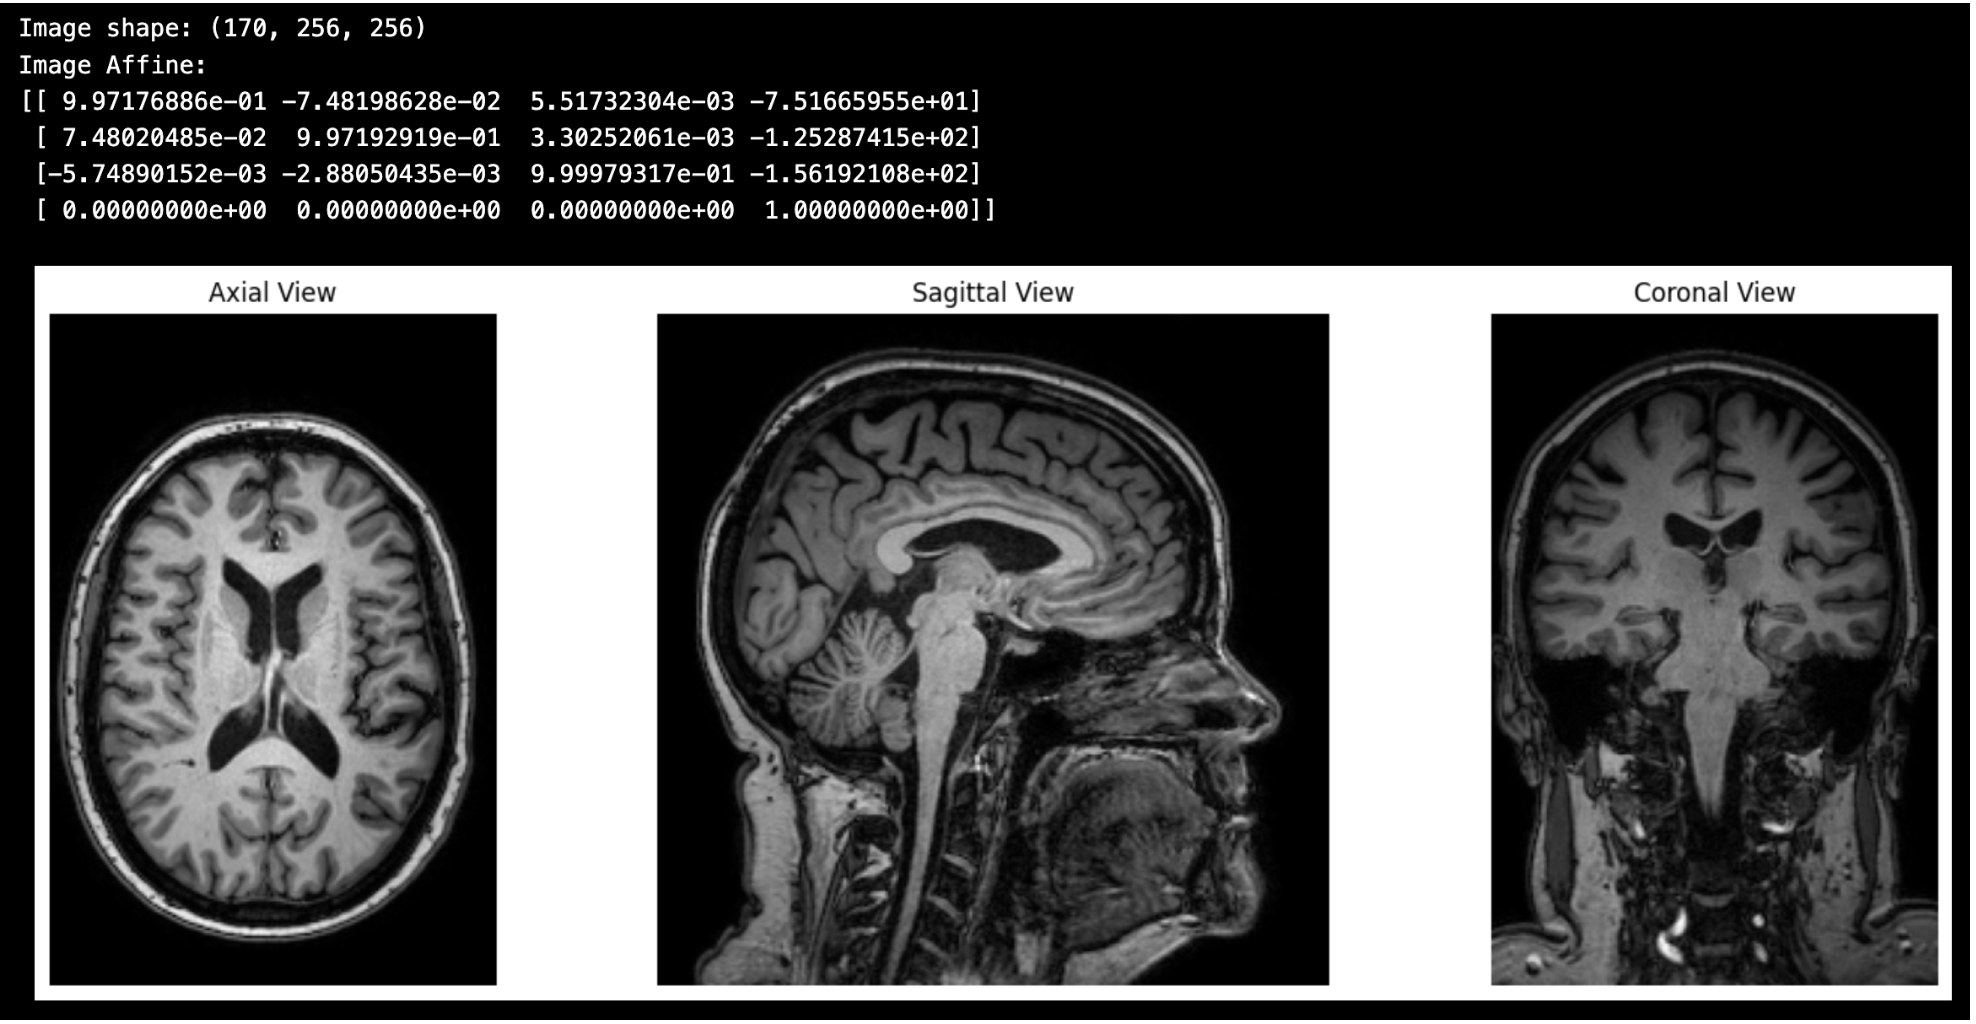 Image shape: (170, 256, 256)
Image Affine:
[[ 9.97176886e-01 -7.48198628e-02  5.51732304e-03 -7.51665955e+01]
 [ 7.48020485e-02  9.97192919e-01  3.30252061e-03 -1.25287415e+02]
 [-5.74890152e-03 -2.88050435e-03  9.99979317e-01 -1.56192108e+02]
 [ 0.00000000e+00  0.00000000e+00  0.00000000e+00  1.00000000e+00]]
Axial View
Sagittal View
Coronal View